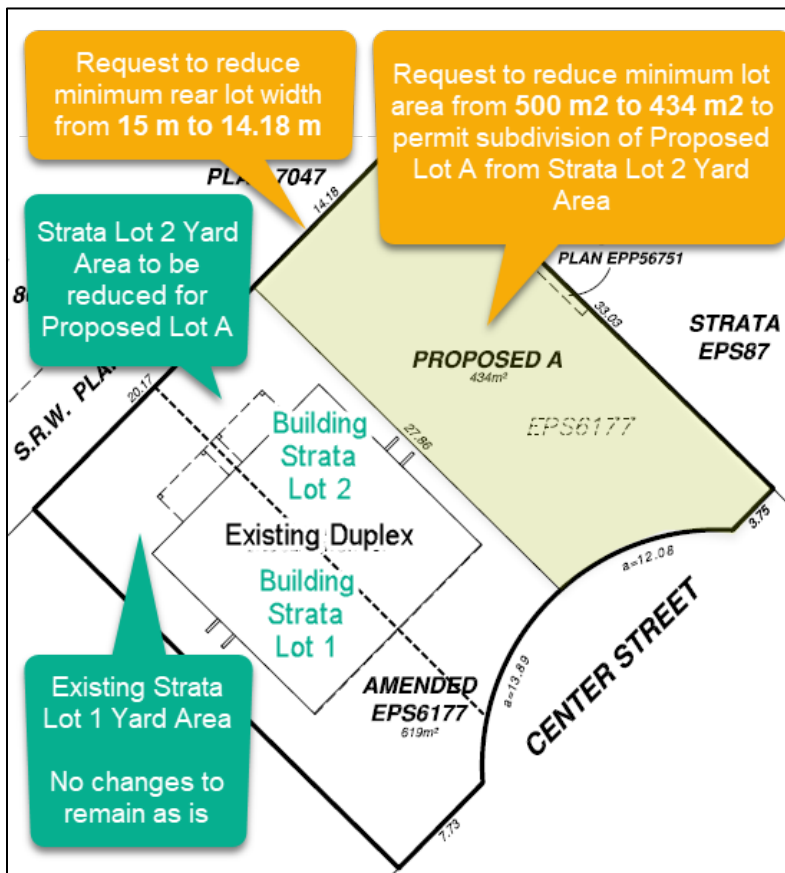 Request to reduce
minimum rear lot width
from 15 m to 14.18 m
Request to reduce minimum lot
area from 500 m2 to 434 m2 to
permit subdivision of Proposed
Lot A from Strata Lot 2 Yard
Area
7047
14.18
Strata Lot 2 Yard
Area to be
reduced for
Proposed Lot A
PLAN EPP56751
33.03
STRATA
EPS87
PROPOSED A
434m²
EPS6177
S.R.W.
20.17
27.86
Building
Strata
Lot 2
Existing Duplex
Building
Strata
Lot 1
3.75
a=12.08
a=13.89
CENTER STREET
AMENDED
EPS6177
619m²
Existing Strata
Lot 1 Yard Area
No changes to
remain as is
7.73